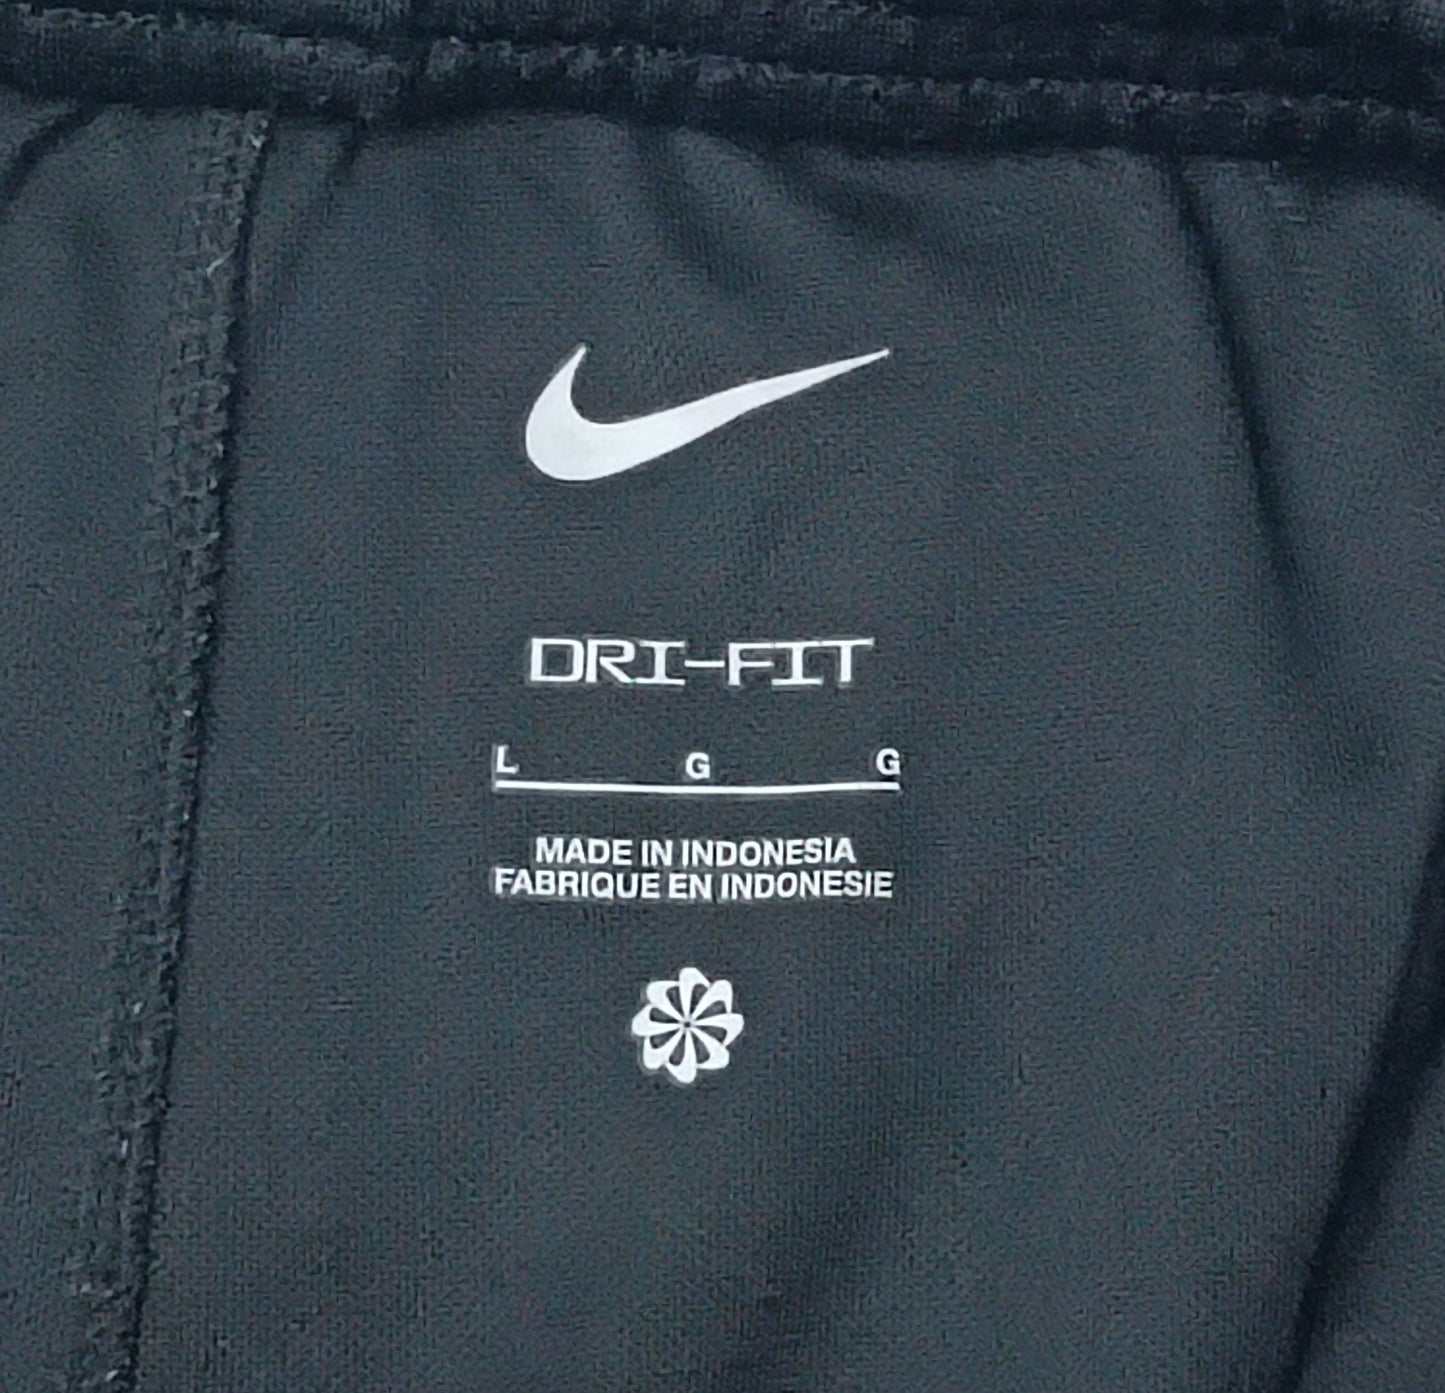 DRI-FIT
L G G
MADE IN INDONESIA
FABRIQUE EN INDONESIE